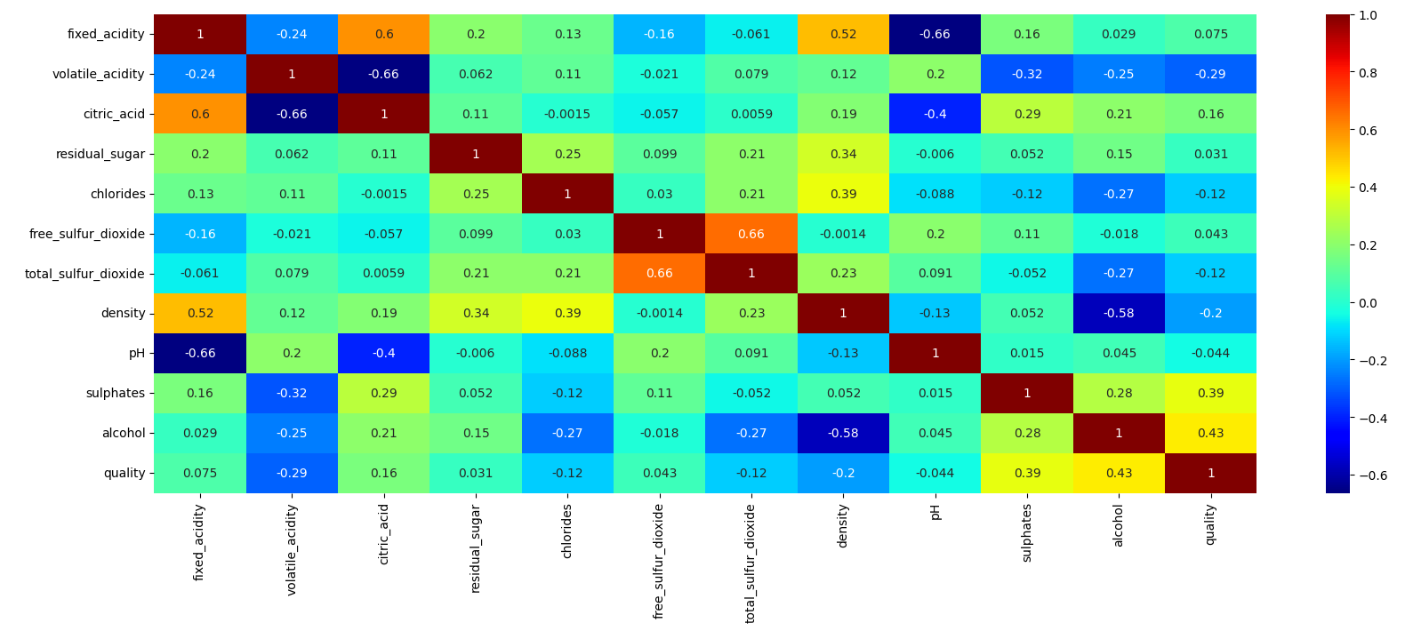 fixed_acidity 1 -0.24 0.6 0.2 0.13 -0.16 -0.061 0.52 -0.66 0.16 0.029 0.075
volatile_acidity -0.24 1 -0.66 0.062 0.11 -0.021 0.079 0.12 0.2 -0.32 -0.25 -0.29
citric_acid 0.6 -0.66 1 0.11 -0.0015 -0.057 0.0059 0.19 -0.4 0.29 0.21 0.16
residual_sugar 0.2 0.062 0.11 1 0.25 0.099 0.21 0.34 -0.006 0.052 0.15 0.031
chlorides 0.13 0.11 -0.0015 0.25 1 0.03 0.21 0.39 -0.088 -0.12 -0.27 -0.12
free_sulfur_dioxide -0.16 -0.021 -0.057 0.099 0.03 1 0.66 -0.0014 0.2 0.11 -0.018 0.043
total_sulfur_dioxide -0.061 0.079 0.0059 0.21 0.21 0.66 1 0.23 0.091 -0.052 -0.27 -0.12
density 0.52 0.12 0.19 0.34 0.39 -0.0014 0.23 1 -0.13 0.052 -0.58 -0.2
pH -0.66 0.2 -0.4 -0.006 -0.088 0.2 0.091 -0.13 1 0.015 0.045 -0.044
sulphates 0.16 -0.32 0.29 0.052 -0.12 0.11 -0.052 0.052 0.015 1 0.28 0.39
alcohol 0.029 -0.25 0.21 0.15 -0.27 -0.018 -0.27 -0.58 0.045 0.28 1 0.43
quality 0.075 -0.29 0.16 0.031 -0.12 0.043 -0.12 -0.2 -0.044 0.39 0.43 1
fixed_acidity
volatile_acidity
citric_acid
residual_sugar
chlorides
free_sulfur_dioxide
total_sulfur_dioxide
density
pH
sulphates
alcohol
quality
1.0
0.8
0.6
0.4
0.2
0.0
−0.2
−0.4
−0.6